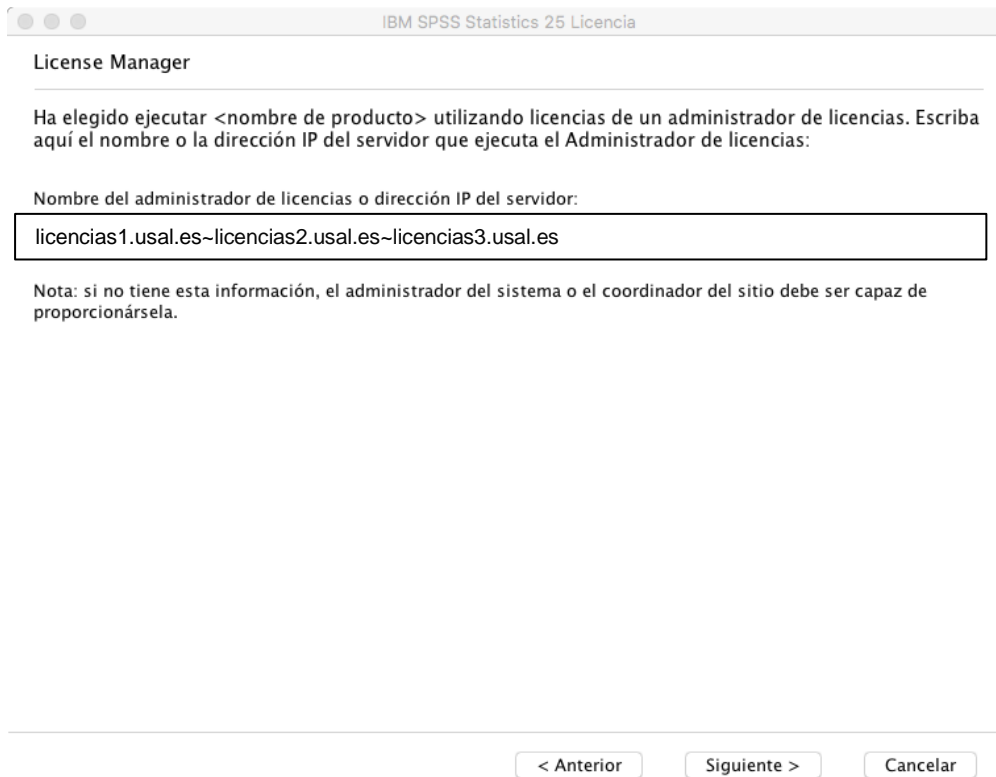 IBM SPSS Statistics 25 Licencia
License Manager
Ha elegido ejecutar <nombre de producto> utilizando licencias de un administrador de licencias. Escriba
aquí el nombre o la dirección IP del servidor que ejecuta el Administrador de licencias:
Nombre del administrador de licencias o dirección IP del servidor:
licencias1.usal.es~licencias2.usal.es~licencias3.usal.es
Nota: si no tiene esta información, el administrador del sistema o el coordinador del sitio debe ser capaz de
proporcionársela.
< Anterior Siguiente > Cancelar